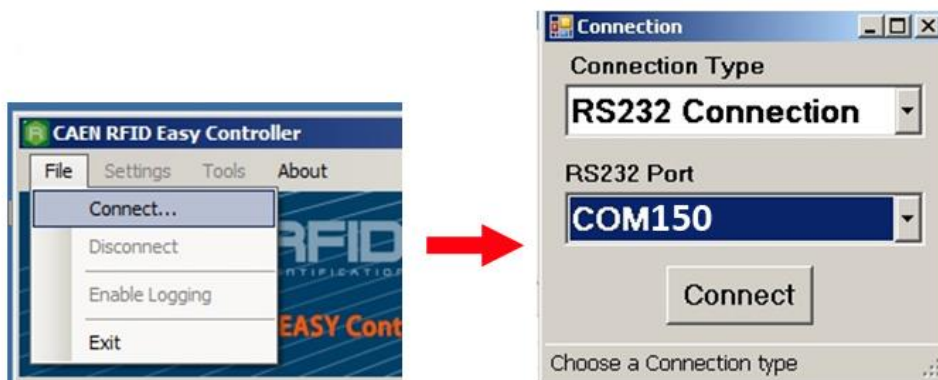 CAEN RFID Easy Controller
File Settings Tools About
Connect...
Disconnect
Enable Logging
Exit
RFID
EASY Cont
Connection
Connection Type
RS232 Connection
RS232 Port
COM150
Connect
Choose a Connection type